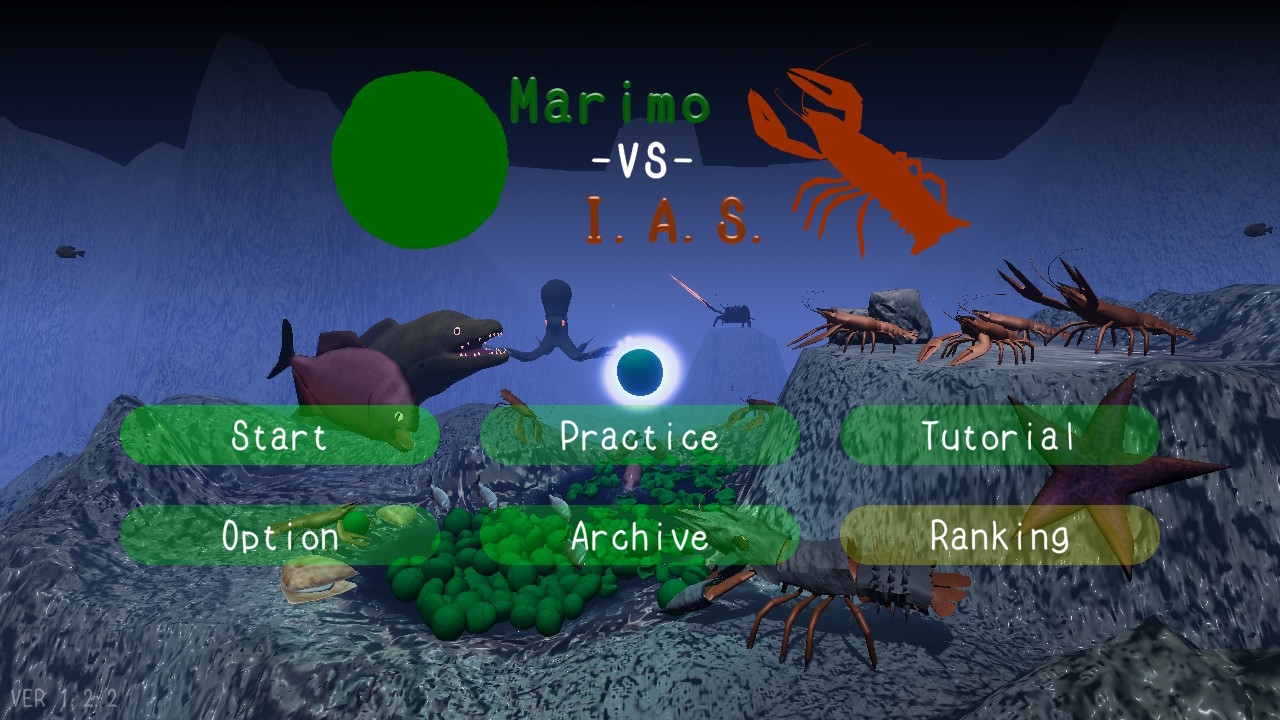 Marimo
-VS-
I. A. S.
Start
Practice
Tutorial
Option
Archive
Ranking
VER 1.2.2